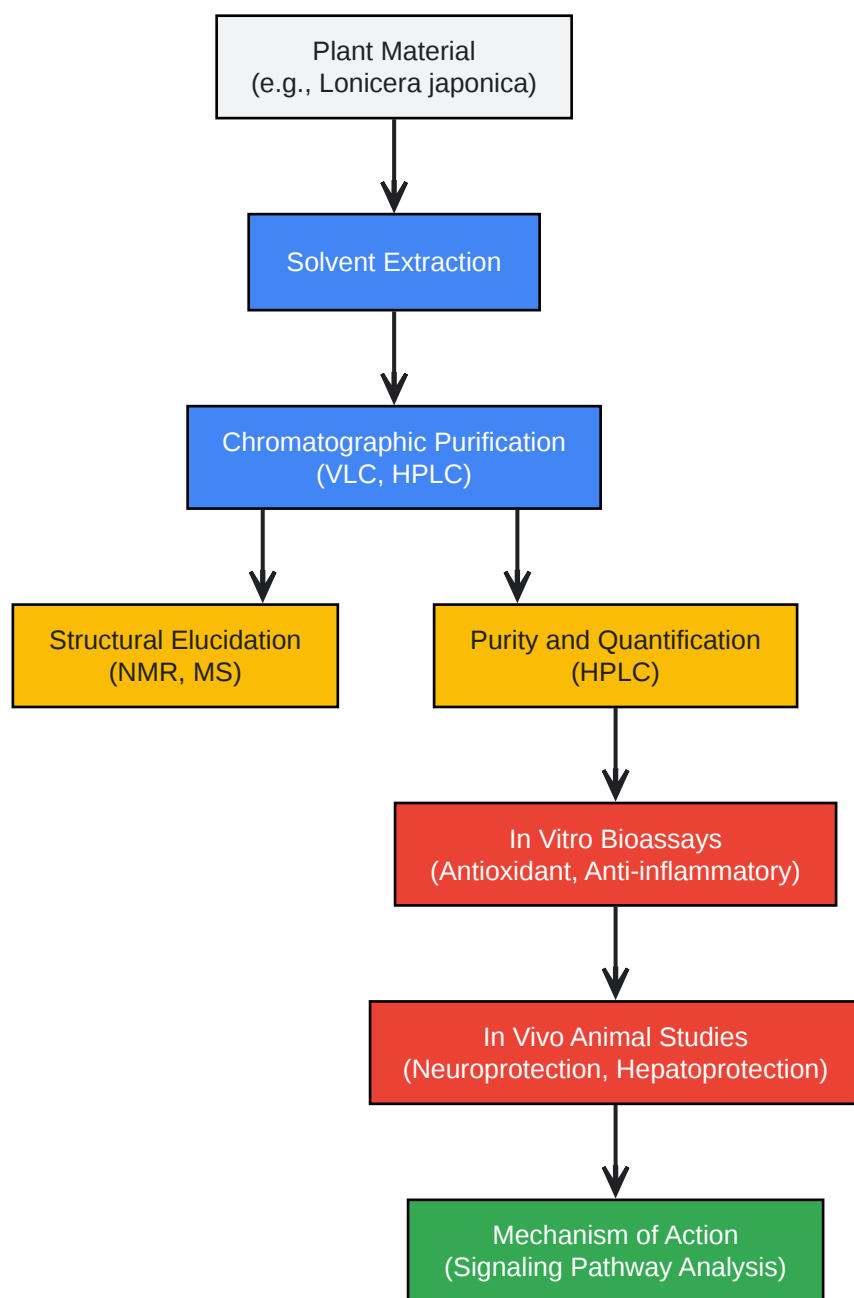 Plant Material
(e.g., Lonicera japonica)
Solvent Extraction
Chromatographic Purification
(VLC, HPLC)
Structural Elucidation
(NMR, MS)
Purity and Quantification
(HPLC)
In Vitro Bioassays
(Antioxidant, Anti-inflammatory)
In Vivo Animal Studies
(Neuroprotection, Hepatoprotection)
Mechanism of Action
(Signaling Pathway Analysis)